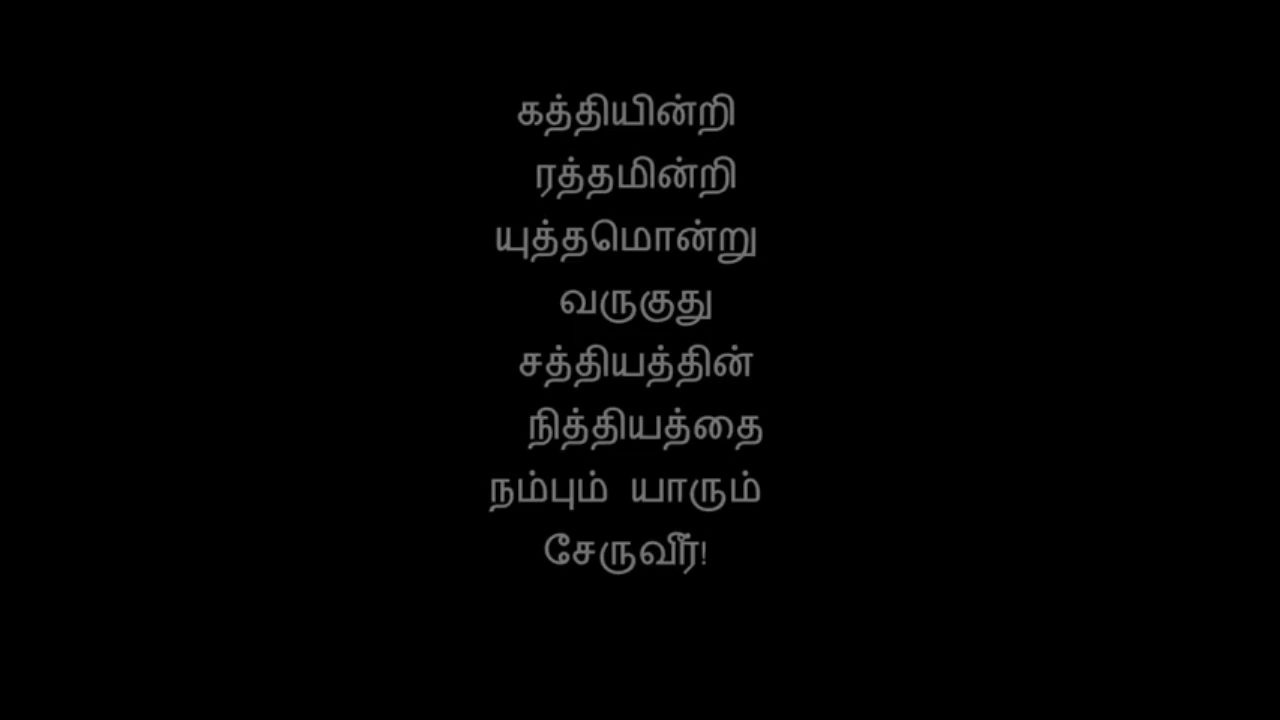 கத்தியின்றி
ரத்தமின்றி
யுத்தமொன்று
வருகுது
சத்தியத்தின்
நித்தியத்தை
நம்பும் யாரும்
சேருவீர்!